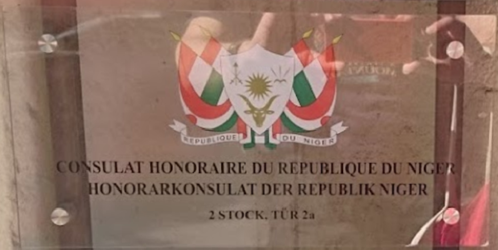 REPUBLIQUE DU NIGER
CONSULAT HONORAIRE DU REPUBLIQUE DU NIGER
HONORARKONSULAT DER REPUBLIK NIGER
2 STOCK, TÜR 2a